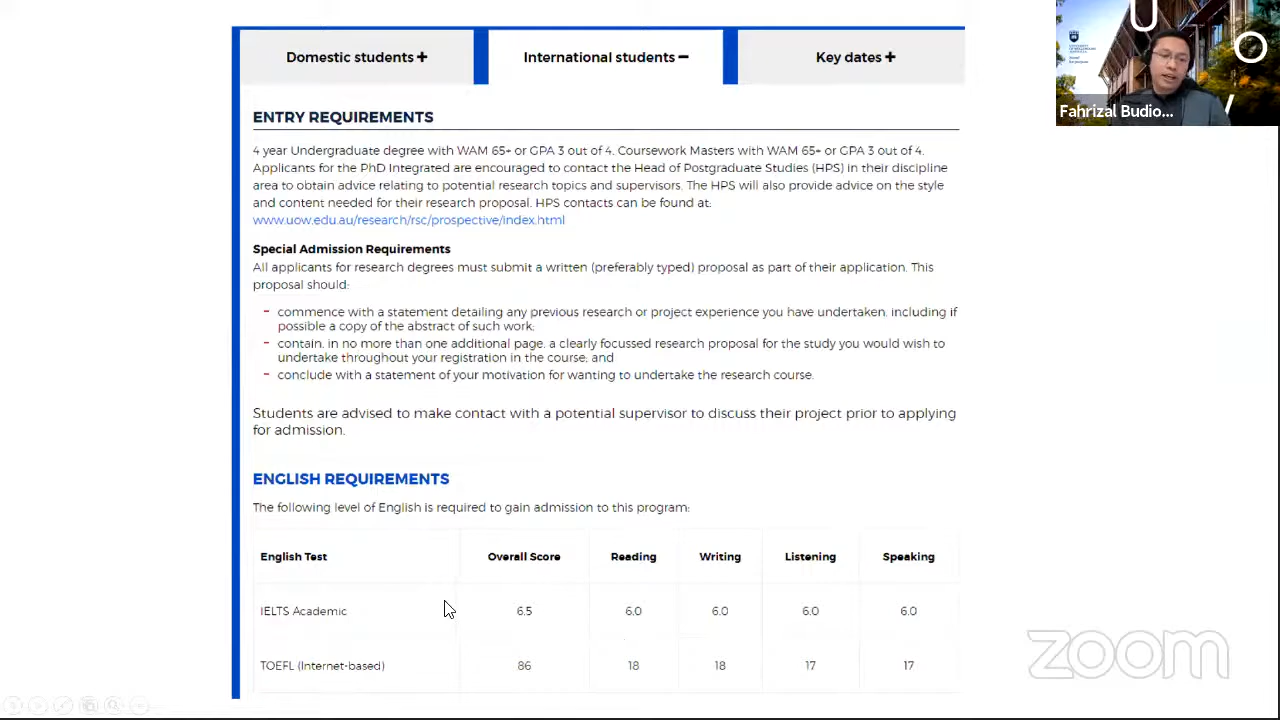 Domestic students +
International students −
Key dates +
ENTRY REQUIREMENTS
4 year Undergraduate degree with WAM 65+ or GPA 3 out of 4. Coursework Masters with WAM 65+ or GPA 3 out of 4.
Applicants for the PhD Integrated are encouraged to contact the Head of Postgraduate Studies (HPS) in their discipline
area to obtain advice relating to potential research topics and supervisors. The HPS will also provide advice on the style
and content needed for their research proposal. HPS contacts can be found at:
www.uow.edu.au/research/rsc/prospective/index.html
Special Admission Requirements
All applicants for research degrees must submit a written (preferably typed) proposal as part of their application. This
proposal should:
– commence with a statement detailing any previous research or project experience you have undertaken, including if
possible a copy of the abstract of such work;
– contain, in no more than one additional page, a clearly focussed research proposal for the study you would wish to
undertake throughout your registration in the course; and
– conclude with a statement of your motivation for wanting to undertake the research course.
Students are advised to make contact with a potential supervisor to discuss their project prior to applying
for admission.
ENGLISH REQUIREMENTS
The following level of English is required to gain admission to this program:
English Test Overall Score Reading Writing Listening Speaking
IELTS Academic 6.5 6.0 6.0 6.0 6.0
TOEFL (Internet-based) 86 18 18 17 17
U
O
Fahrizal Budio...
zoom